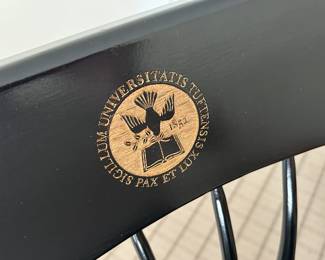 SIGILLUM UNIVERSITATIS TUFTENSIS
PAX ET LUX
1852